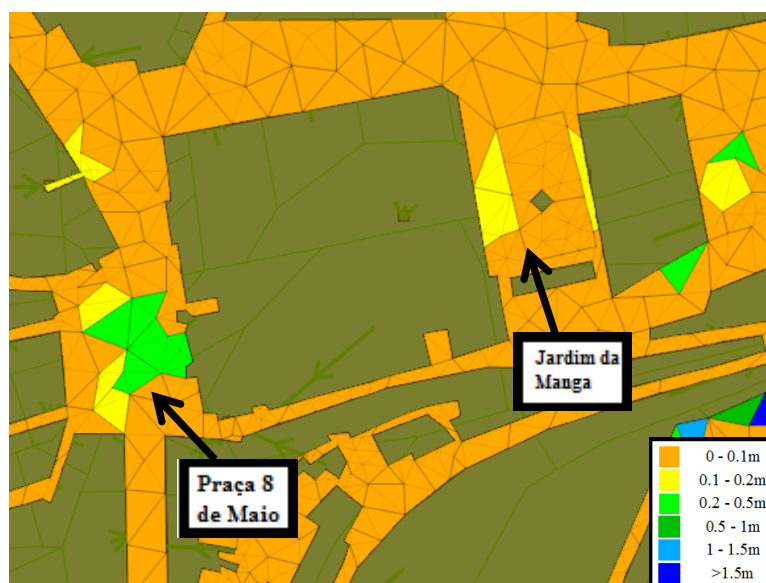 Jardim da
Manga
Praça 8
de Maio
0 - 0.1m
0.1 - 0.2m
0.2 - 0.5m
0.5 - 1m
1 - 1.5m
>1.5m